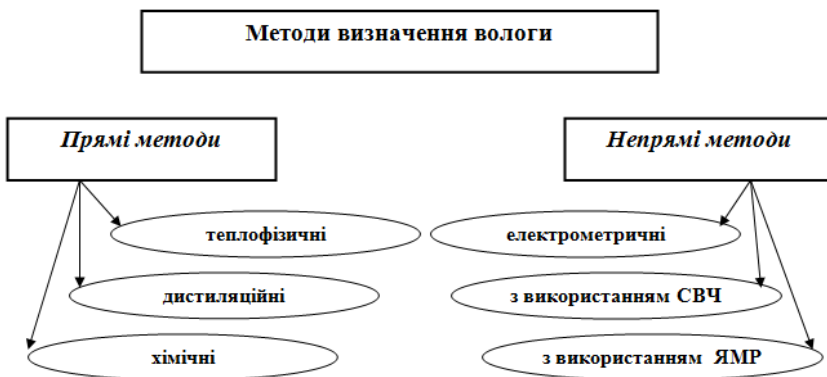 Методи визначення вологи
Прямі методи
Непрямі методи
теплофізичні
електрометричні
дистиляційні
з використанням СВЧ
хімічні
з використанням ЯМР